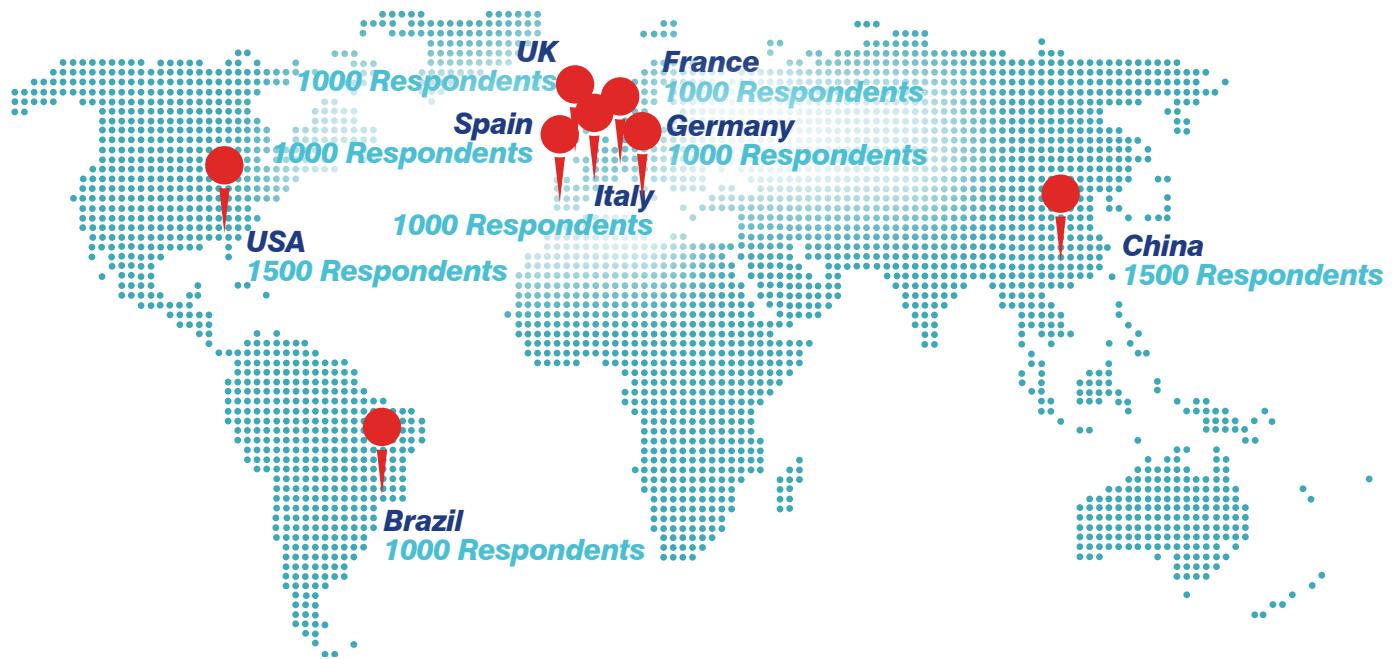 UK
1000 Respondents
France
1000 Respondents
Spain
1000 Respondents
Germany
1000 Respondents
Italy
1000 Respondents
USA
1500 Respondents
China
1500 Respondents
Brazil
1000 Respondents